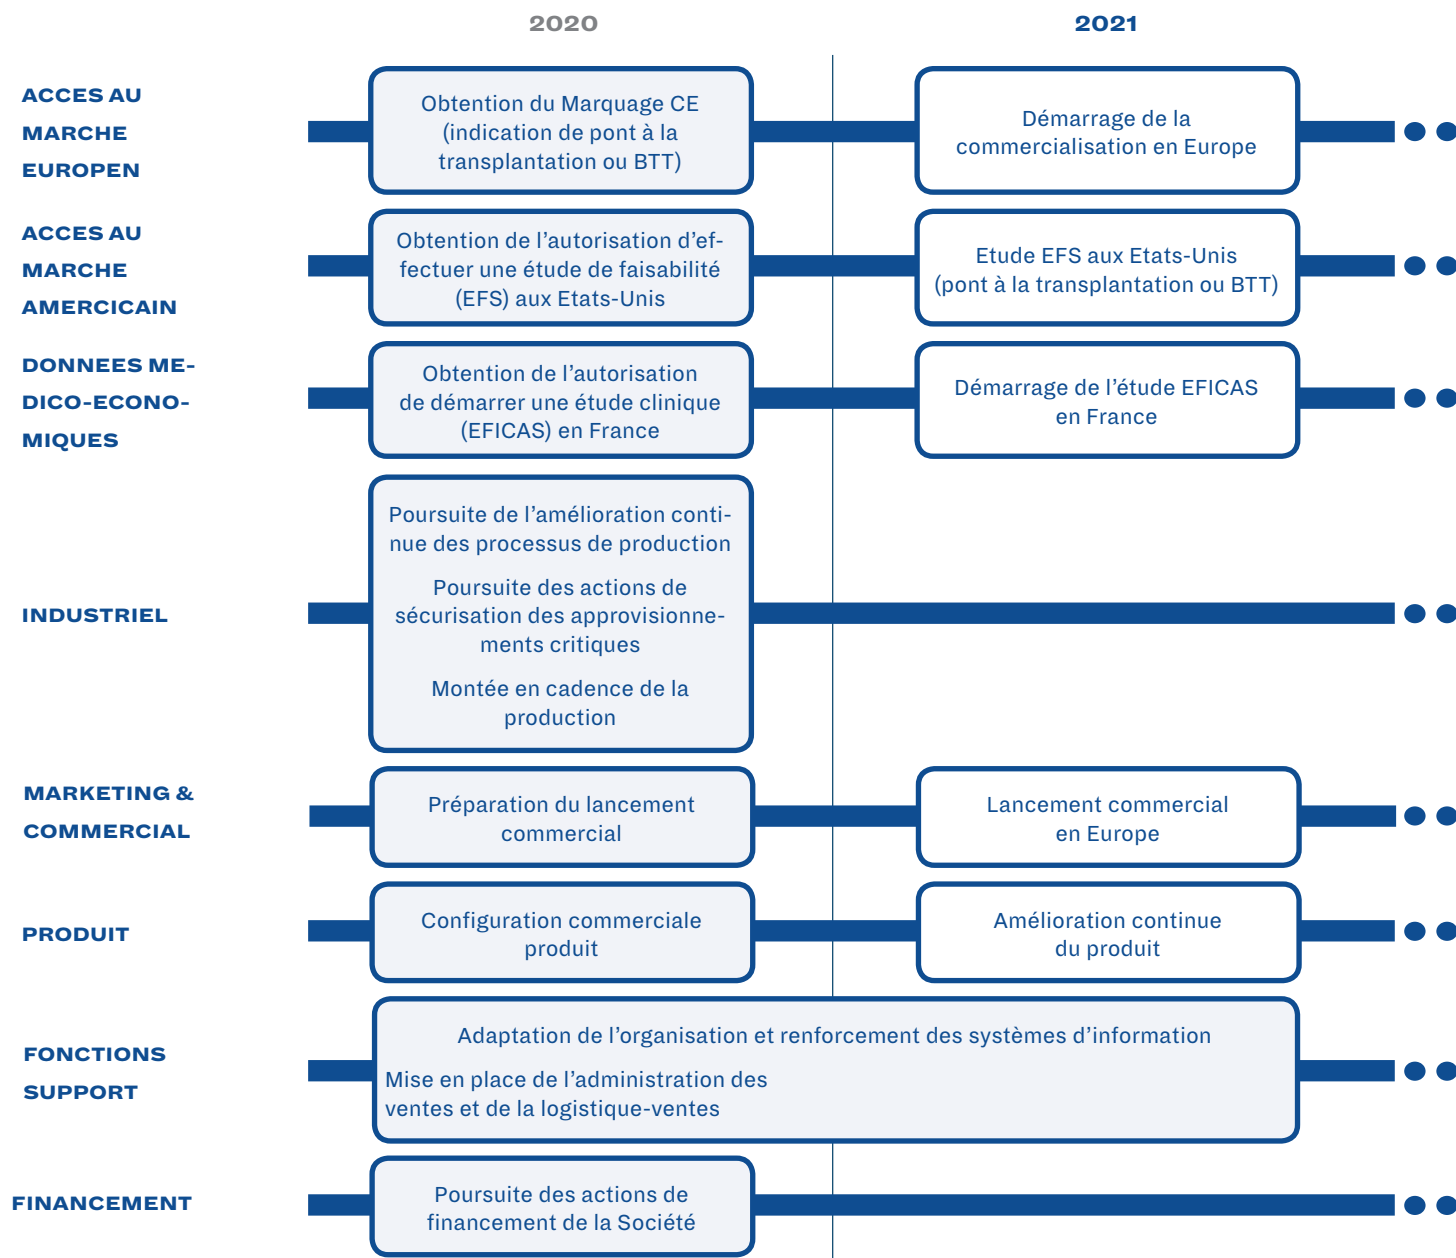 2020
2021
ACCES AU
MARCHE
EUROPEN
Obtention du Marquage CE
(indication de pont à la
transplantation ou BTT)
Démarrage de la
commercialisation en Europe
ACCES AU
MARCHE
AMERCICAIN
Obtention de l’autorisation d’ef-
fectuer une étude de faisabilité
(EFS) aux Etats-Unis
Etude EFS aux Etats-Unis
(pont à la transplantation ou BTT)
DONNEES ME-
DICO-ECONO-
MIQUES
Obtention de l’autorisation
de démarrer une étude clinique
(EFICAS) en France
Démarrage de l’étude EFICAS
en France
INDUSTRIEL
Poursuite de l’amélioration conti-
nue des processus de production
Poursuite des actions de
sécurisation des approvisionne-
ments critiques
Montée en cadence de la
production
MARKETING &
COMMERCIAL
Préparation du lancement
commercial
Lancement commercial
en Europe
PRODUIT
Configuration commerciale
produit
Amélioration continue
du produit
FONCTIONS
SUPPORT
Adaptation de l’organisation et renforcement des systèmes d’information
Mise en place de l’administration des
ventes et de la logistique-ventes
FINANCEMENT
Poursuite des actions de
financement de la Société